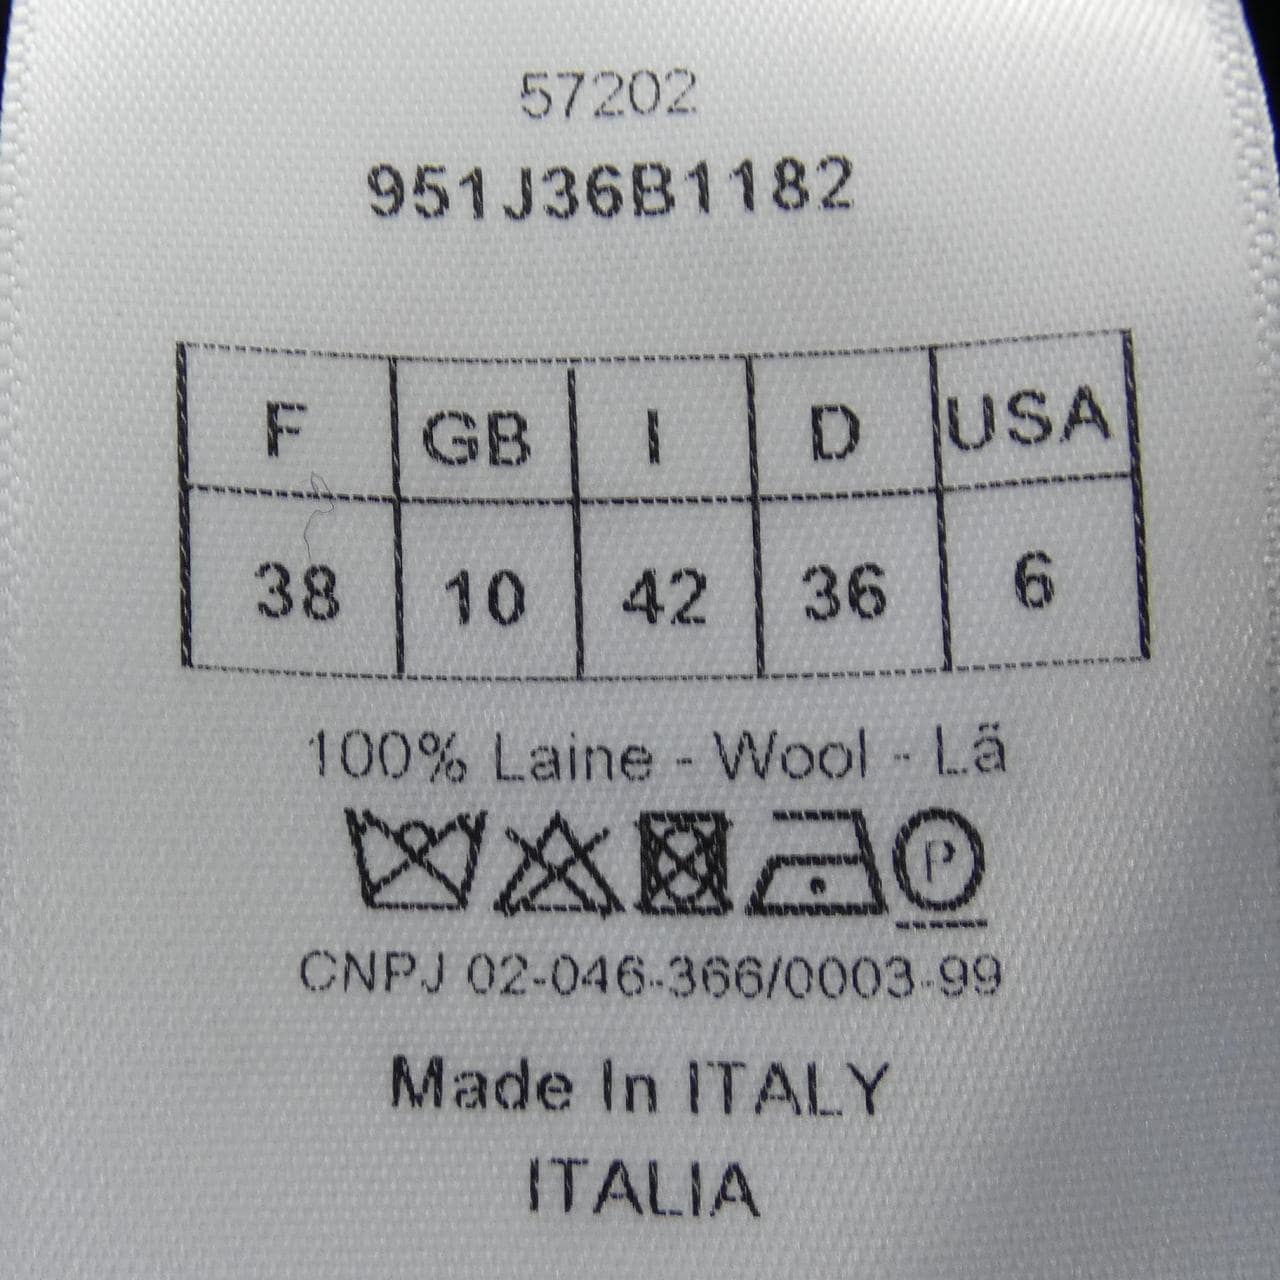 57202
951J36B1182
F GB I D USA
38 10 42 36 6
100% Laine - Wool - Lã
P
CNPJ 02-046-366/0003-99
Made In ITALY
ITALIA